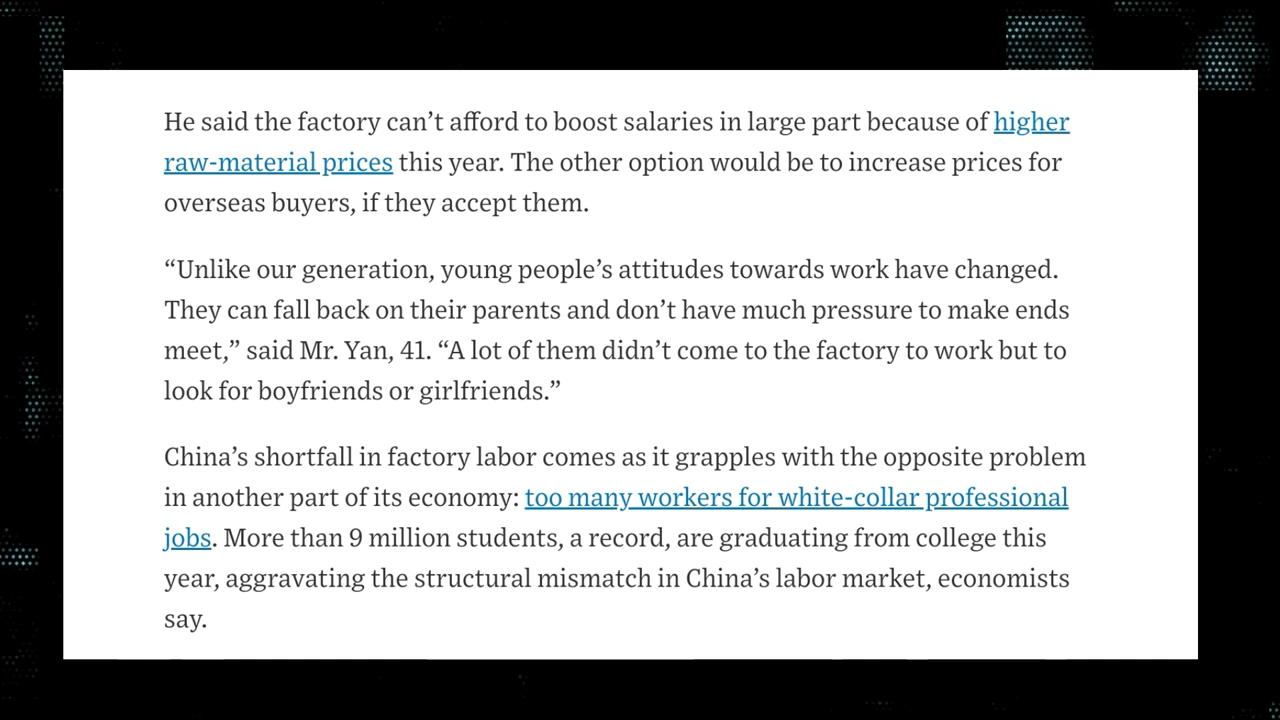 He said the factory can’t afford to boost salaries in large part because of higher
raw-material prices this year. The other option would be to increase prices for
overseas buyers, if they accept them.
“Unlike our generation, young people’s attitudes towards work have changed.
They can fall back on their parents and don’t have much pressure to make ends
meet,” said Mr. Yan, 41. “A lot of them didn’t come to the factory to work but to
look for boyfriends or girlfriends.”
China’s shortfall in factory labor comes as it grapples with the opposite problem
in another part of its economy: too many workers for white-collar professional
jobs. More than 9 million students, a record, are graduating from college this
year, aggravating the structural mismatch in China’s labor market, economists
say.